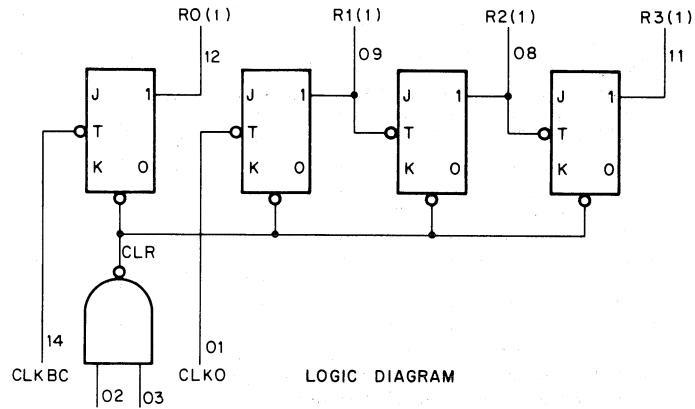 R0(1) R1(1) R2(1) R3(1)
12 09 08 11
J 1 J 1 J 1 J 1
T T T T
K 0 K 0 K 0 K 0
CLR
14 01
CLKBC CLK0 LOGIC DIAGRAM
02 03